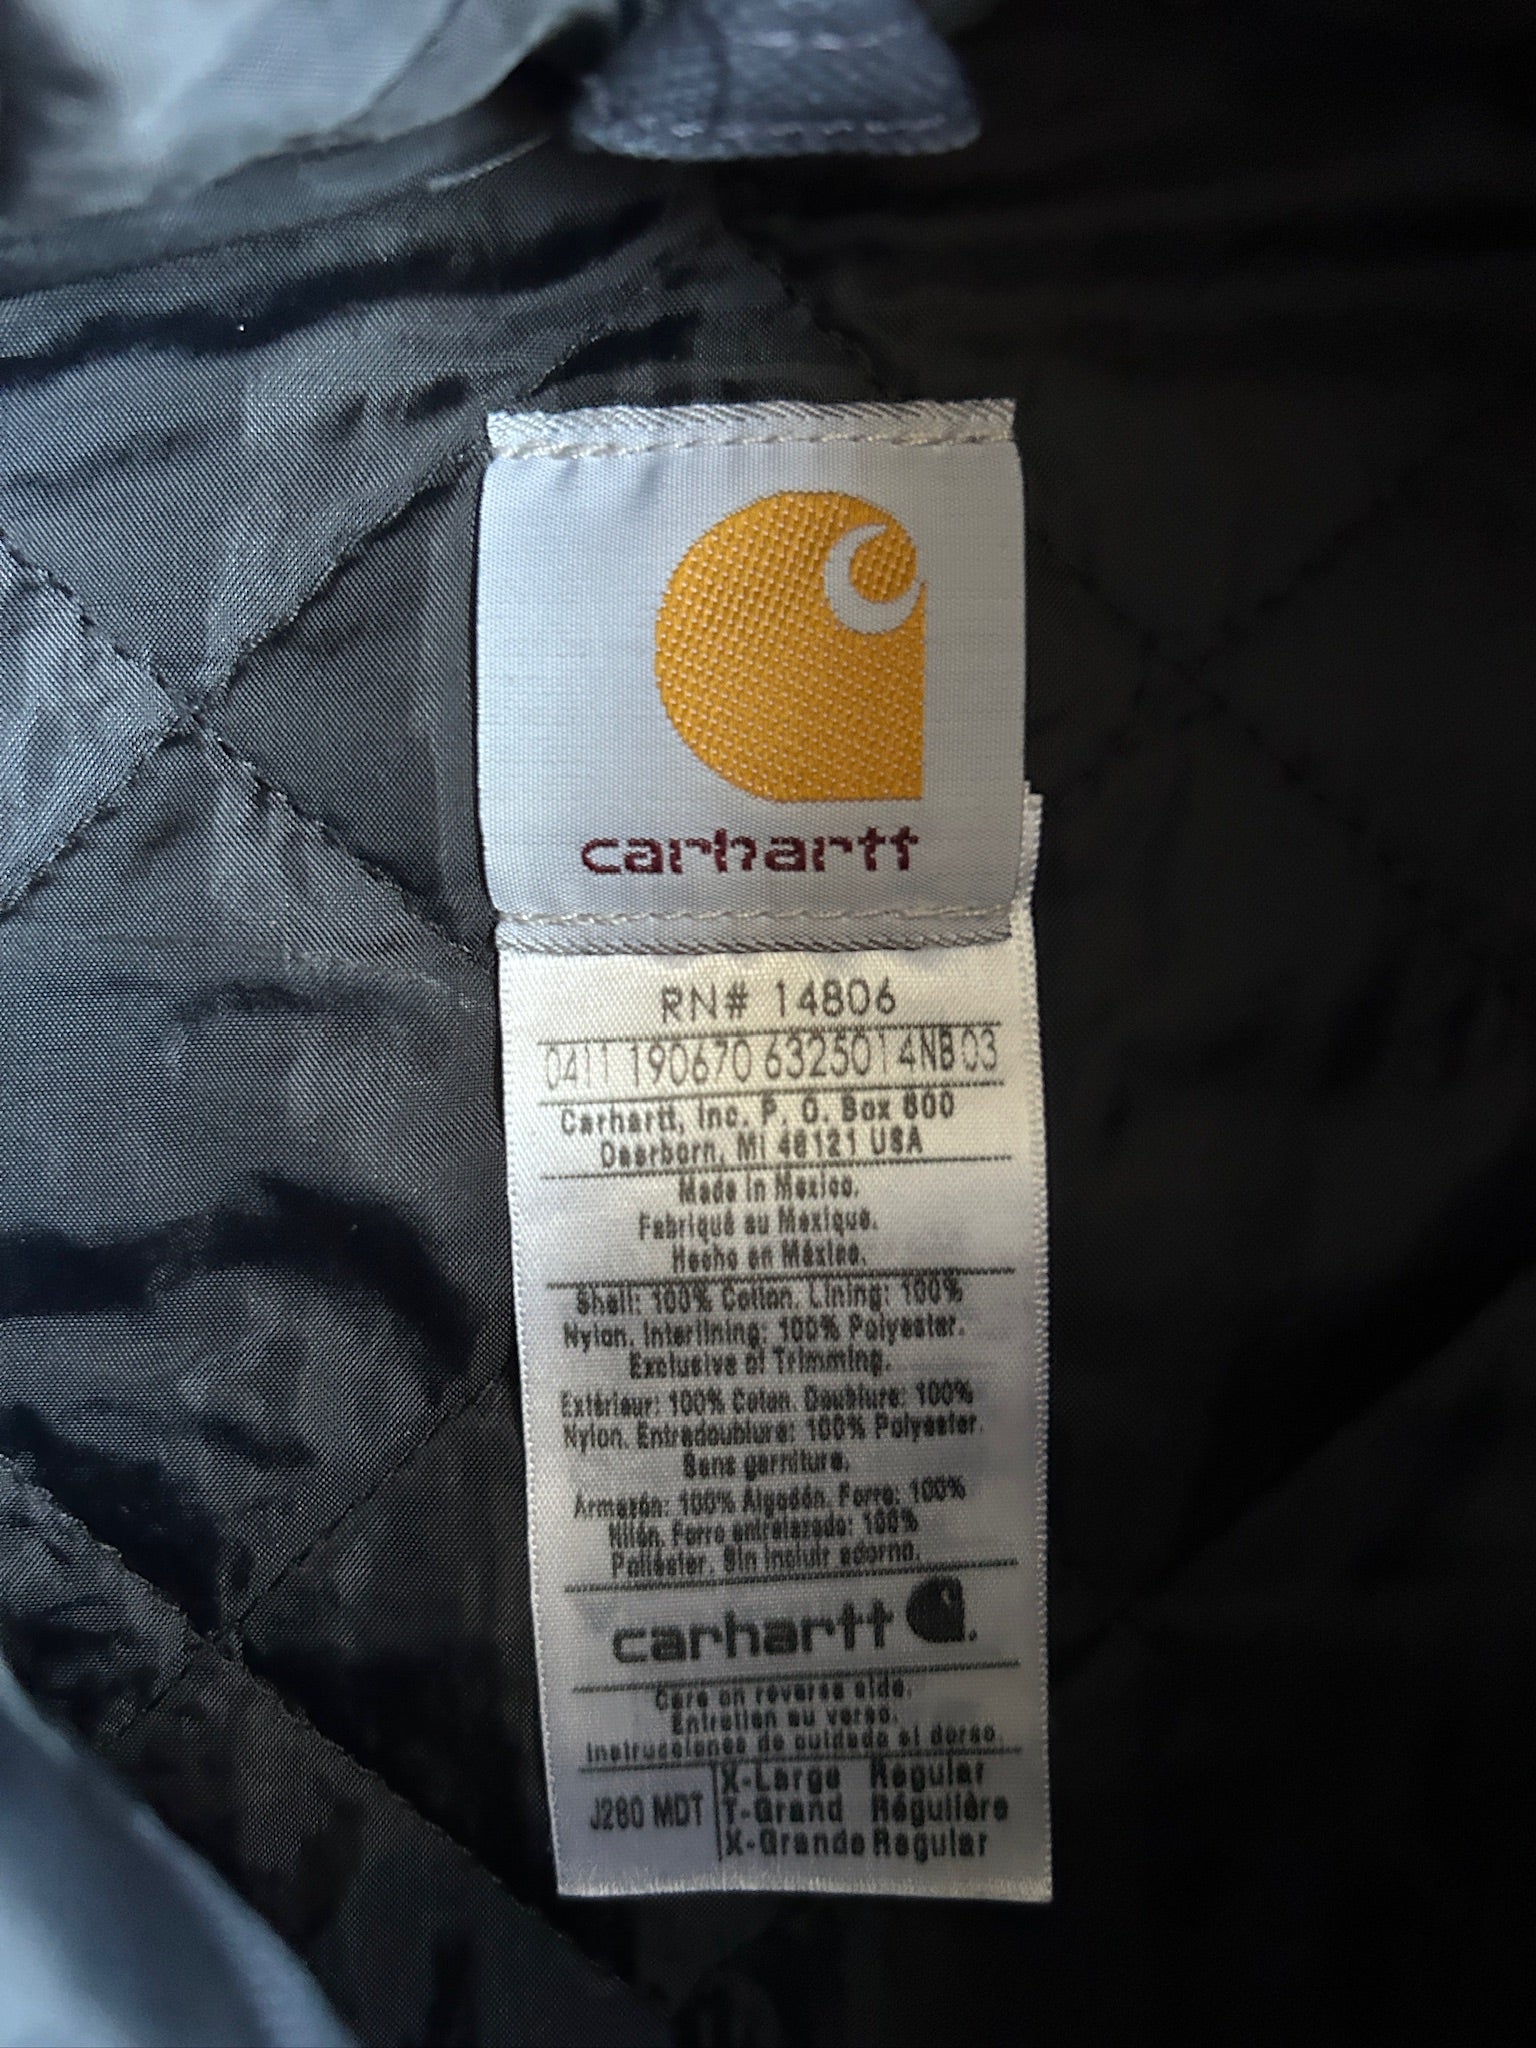 carhartt
RN# 14806
0411 190670 6325014NB 03
Carhartt, Inc. P. O. Box 600
Dearborn, MI 48121 USA
Made in Mexico.
Fabriqué au Mexique.
Hecho en México.
Shell: 100% Cotton. Lining: 100%
Nylon. Interlining: 100% Polyester.
Exclusive of Trimming.
Extérieur: 100% Coton. Doublure: 100%
Nylon. Entredoublure: 100% Polyester.
Sans garniture.
Armazón: 100% Algodón. Forro: 100%
Nilón. Forro entrelazado: 100%
Poliéster. Sin incluir adorno.
carhartt
Care on reverse side.
Entretien au verso.
Instrucciones de cuidado al dorso.
J280 MDT
X-Large Regular
T-Grand Régulière
X-Grande Regular